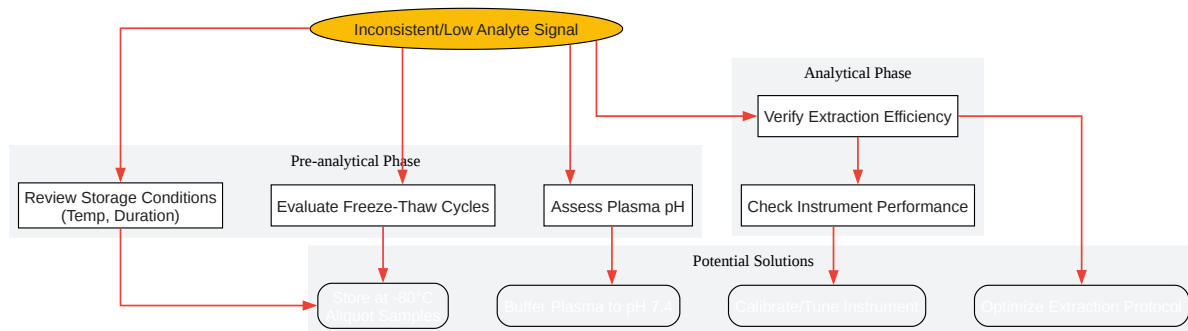 Inconsistent/Low Analyte Signal
Analytical Phase
Verify Extraction Efficiency
Pre-analytical Phase
Review Storage Conditions
(Temp, Duration)
Evaluate Freeze-Thaw Cycles
Assess Plasma pH
Check Instrument Performance
Potential Solutions
Store at -80°C
Aliquot Samples
Buffer Plasma to pH 7.4
Calibrate/Tune Instrument
Optimize Extraction Protocol